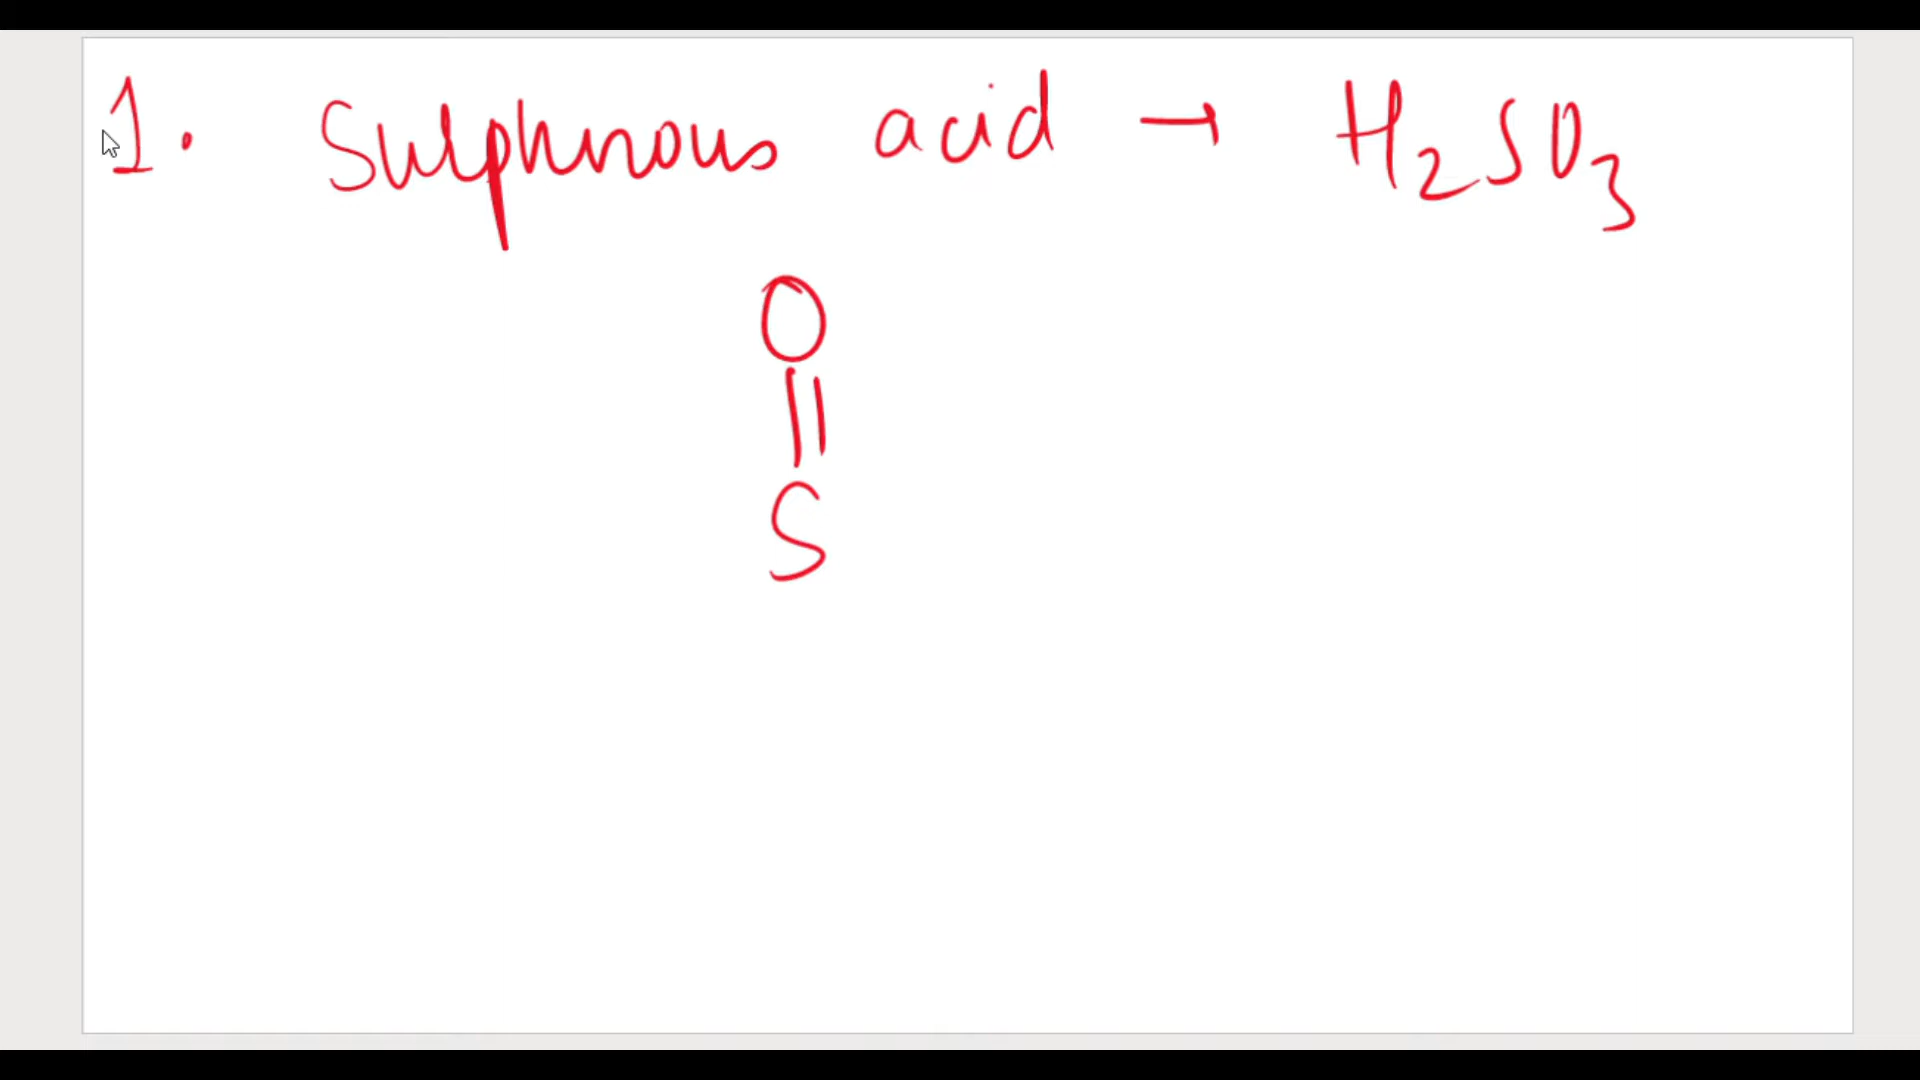 1. Sulphurous acid → H₂SO₃
O
||
S